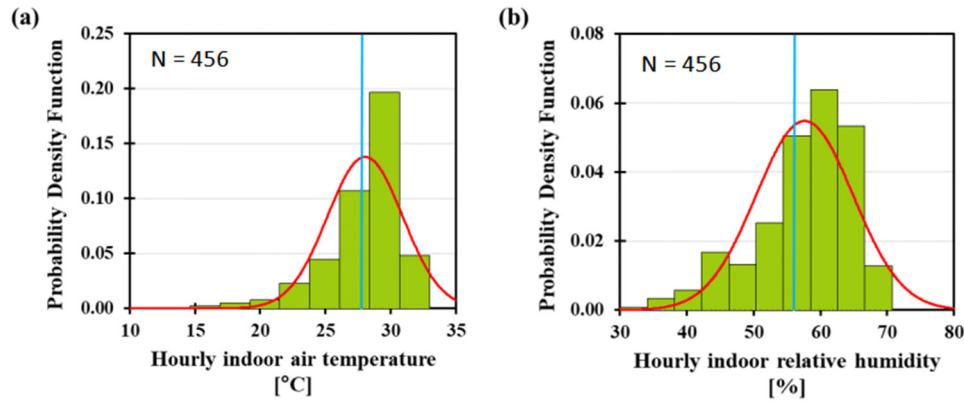 (a)
N = 456
Probability Density Function
0.25
0.20
0.15
0.10
0.05
0.00
10 15 20 25 30 35
Hourly indoor air temperature
[°C]
(b)
N = 456
Probability Density Function
0.08
0.06
0.04
0.02
0.00
30 40 50 60 70 80
Hourly indoor relative humidity
[%]